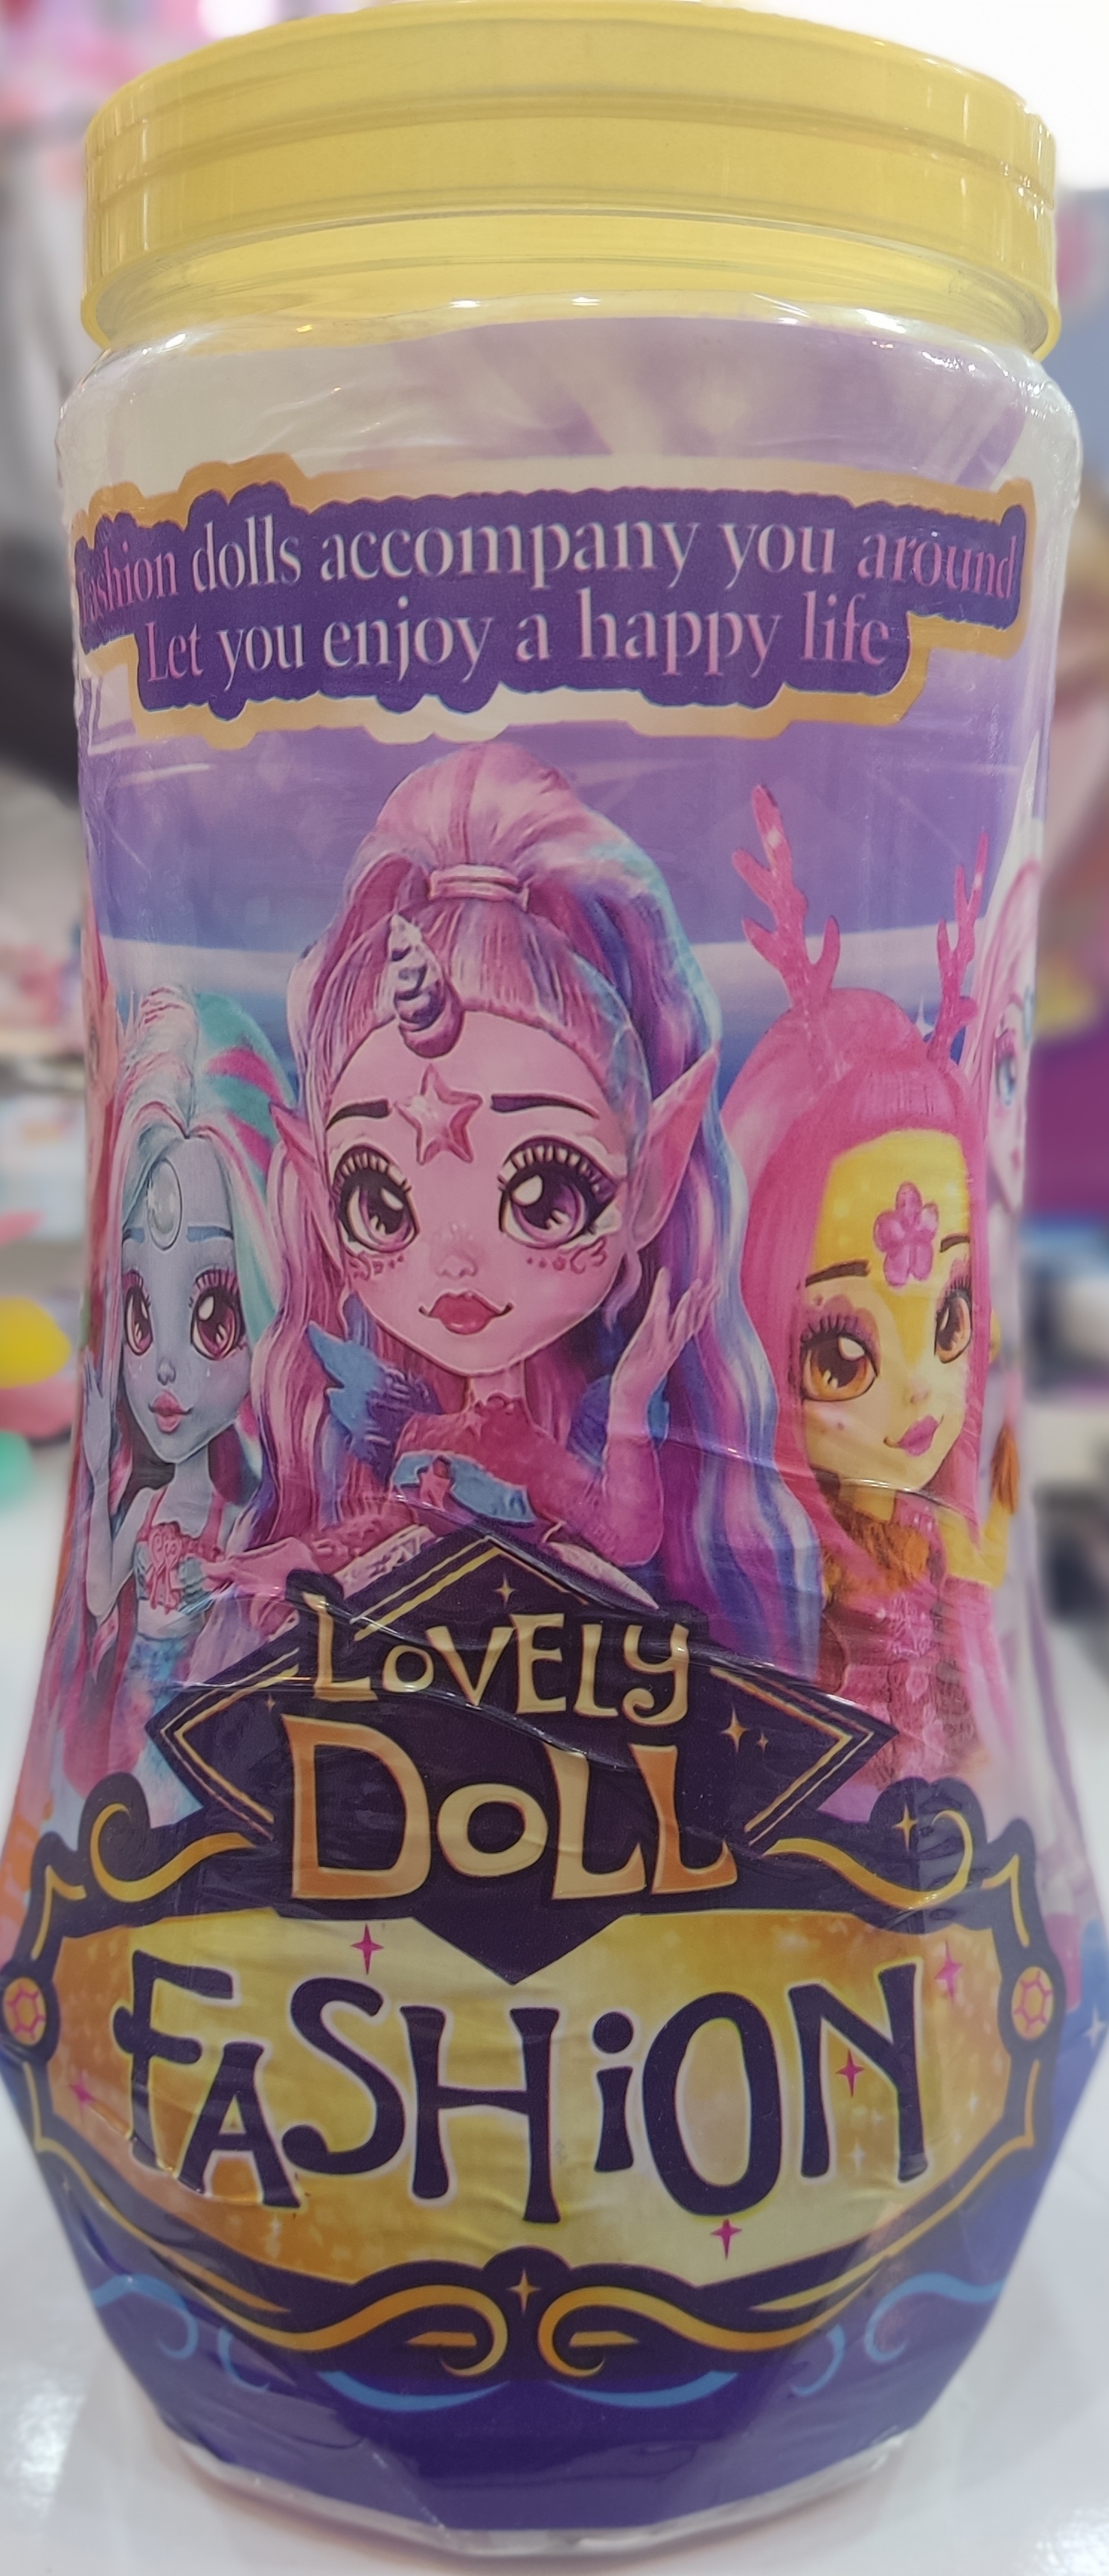 Fashion dolls accompany you around
Let you enjoy a happy life
LOVELY
DOLL
FASHION